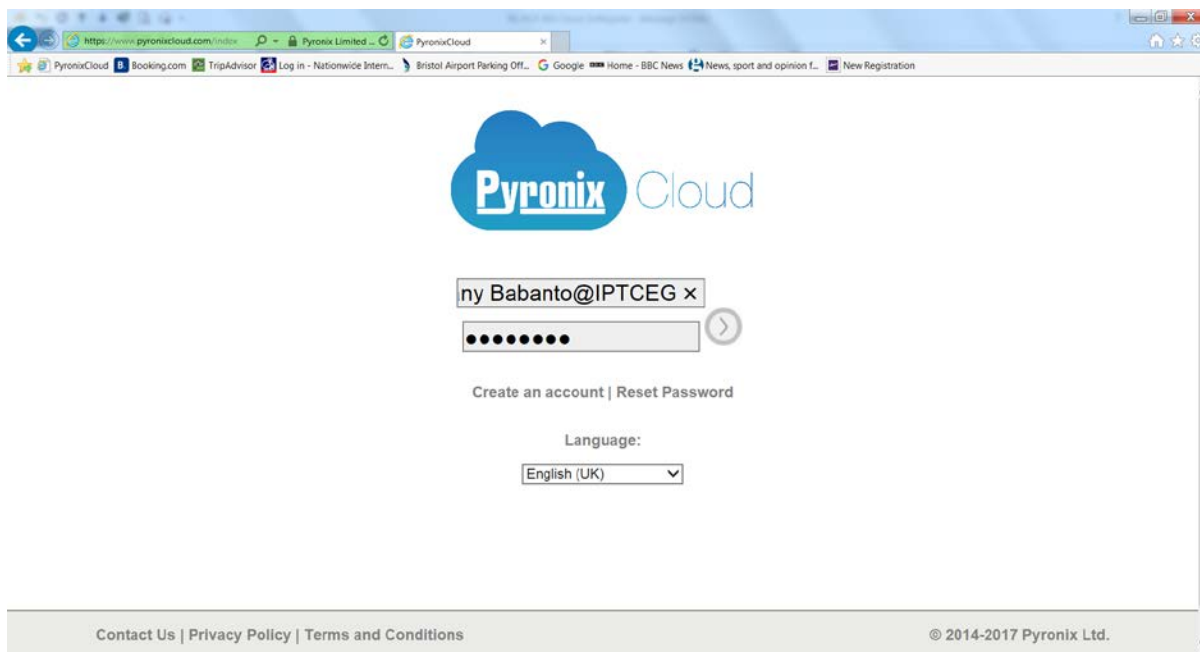 https://www.pyronixcloud.com/index Pyronix Limited ... PyronixCloud
PyronixCloud Booking.com TripAdvisor Log in - Nationwide Intern... Bristol Airport Parking Off... Google Home - BBC News News, sport and opinion f... New Registration
Pyronix Cloud
ny Babanto@IPTCEG ×
Create an account | Reset Password
Language:
English (UK)
Contact Us | Privacy Policy | Terms and Conditions © 2014-2017 Pyronix Ltd.